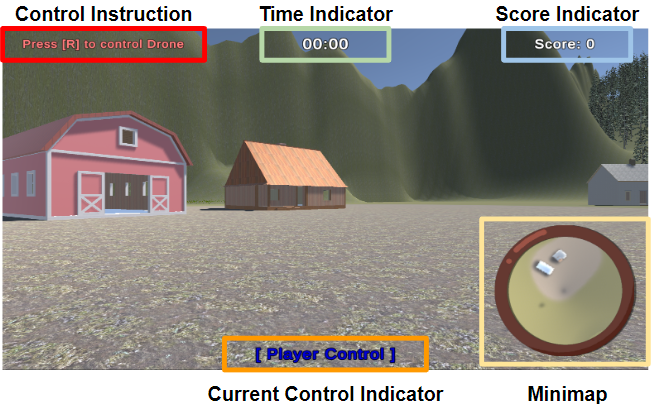 Control Instruction
Time Indicator
Score Indicator
Press [R] to control Drone
00:00
Score: 0
[ Player Control ]
Current Control Indicator
Minimap